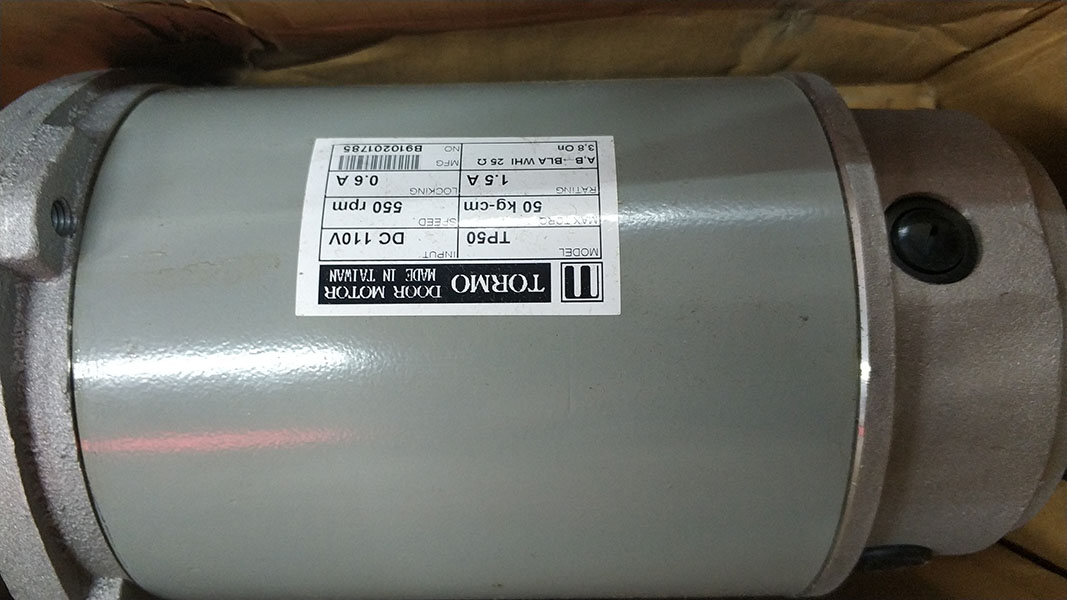 TORMO DOOR MOTOR
MADE IN TAIWAN
MODEL TP50 INPUT DC 110V
MAX TORQ. 50 kg-cm SPEED. 550 rpm
RATING 1.5 A LOCKING 0.6 A
A,B -BLA WHI 25 Ω MFG
3,8 On NO B910201785